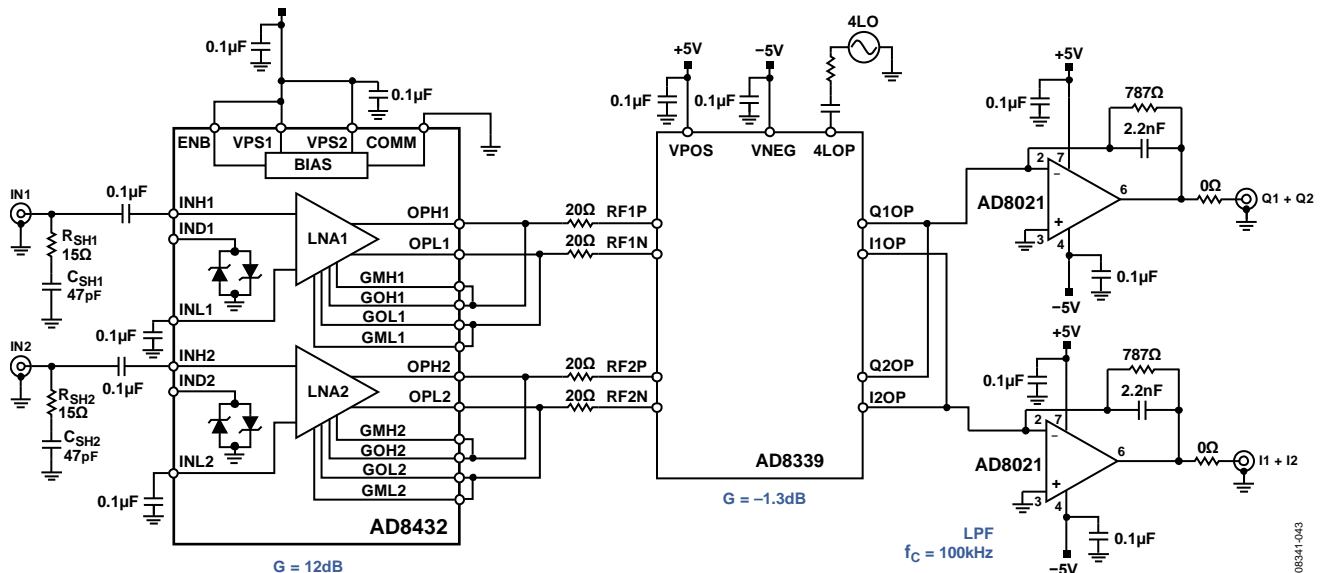 4LO
0.1µF
0.1µF
ENB
VPS1
VPS2
COMM
BIAS
+5V
–5V
0.1µF
0.1µF
VPOS
VNEG
4LOP
+5V
0.1µF
787Ω
2.2nF
2
–
7
AD8021
6
+
3
4
0Ω
Q1 + Q2
0.1µF
–5V
IN1
0.1µF
RSH1
15Ω
CSH1
47pF
0.1µF
INH1
IND1
INL1
LNA1
OPH1
OPL1
GMH1
GOH1
GOL1
GML1
20Ω
RF1P
20Ω
RF1N
Q1OP
I1OP
IN2
0.1µF
RSH2
15Ω
CSH2
47pF
0.1µF
INH2
IND2
INL2
LNA2
OPH2
OPL2
GMH2
GOH2
GOL2
GML2
20Ω
RF2P
20Ω
RF2N
Q2OP
I2OP
+5V
0.1µF
787Ω
2.2nF
2
–
7
AD8021
6
+
3
4
0Ω
I1 + I2
0.1µF
–5V
AD8432
G = 12dB
AD8339
G = –1.3dB
LPF
fC = 100kHz
08341-043